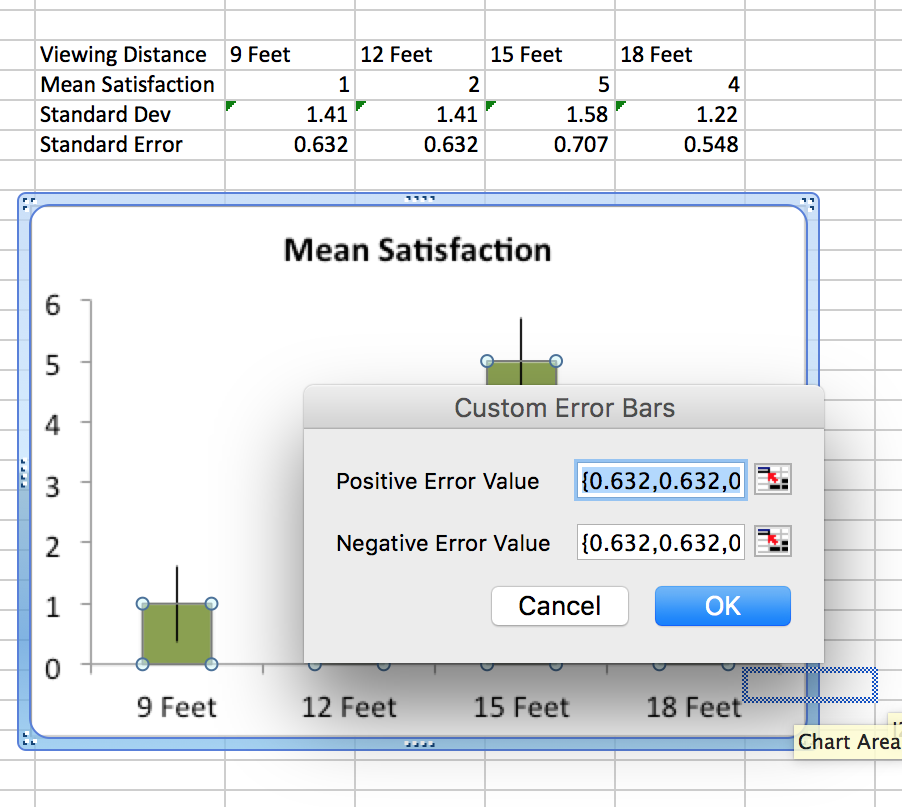 Viewing Distance 9 Feet 12 Feet 15 Feet 18 Feet
Mean Satisfaction 1 2 5 4
Standard Dev 1.41 1.41 1.58 1.22
Standard Error 0.632 0.632 0.707 0.548
Mean Satisfaction
6
5
4
3
2
1
0
Custom Error Bars
Positive Error Value {0.632,0.632,0
Negative Error Value {0.632,0.632,0
Cancel OK
9 Feet 12 Feet 15 Feet 18 Feet
Chart Area